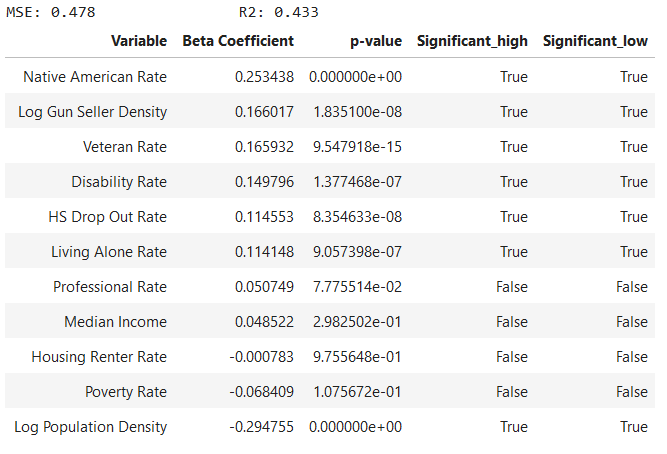 MSE: 0.478 R2: 0.433
Variable Beta Coefficient p-value Significant_high Significant_low
Native American Rate 0.253438 0.000000e+00 True True
Log Gun Seller Density 0.166017 1.835100e-08 True True
Veteran Rate 0.165932 9.547918e-15 True True
Disability Rate 0.149796 1.377468e-07 True True
HS Drop Out Rate 0.114553 8.354633e-08 True True
Living Alone Rate 0.114148 9.057398e-07 True True
Professional Rate 0.050749 7.775514e-02 False False
Median Income 0.048522 2.982502e-01 False False
Housing Renter Rate -0.000783 9.755648e-01 False False
Poverty Rate -0.068409 1.075672e-01 False False
Log Population Density -0.294755 0.000000e+00 True True